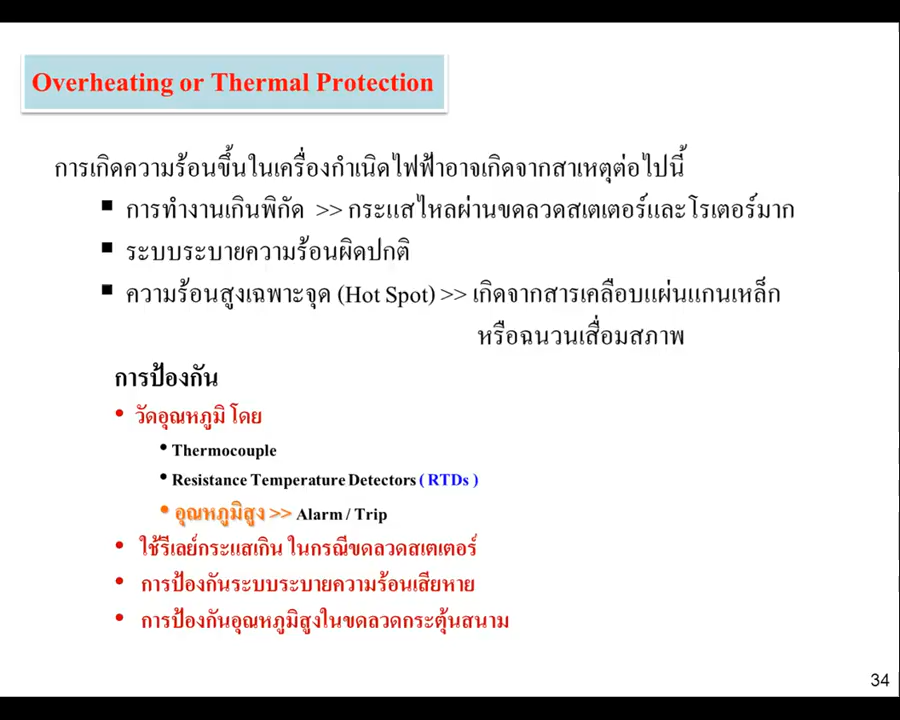 Overheating or Thermal Protection
การเกิดความร้อนขึ้นในเครื่องกำเนิดไฟฟ้าอาจเกิดจากสาเหตุต่อไปนี้
▪ การทำงานเกินพิกัด >> กระแสไหลผ่านขดลวดสเตเตอร์และโรเตอร์มาก
▪ ระบบระบายความร้อนผิดปกติ
▪ ความร้อนสูงเฉพาะจุด (Hot Spot) >> เกิดจากสารเคลือบแผ่นแกนเหล็ก
หรือฉนวนเสื่อมสภาพ
การป้องกัน
• วัดอุณหภูมิ โดย
• Thermocouple
• Resistance Temperature Detectors ( RTDs )
• อุณหภูมิสูง >> Alarm / Trip
• ใช้รีเลย์กระแสเกิน ในกรณีขดลวดสเตเตอร์
• การป้องกันระบบระบายความร้อนเสียหาย
• การป้องกันอุณหภูมิสูงในขดลวดกระตุ้นสนาม
34